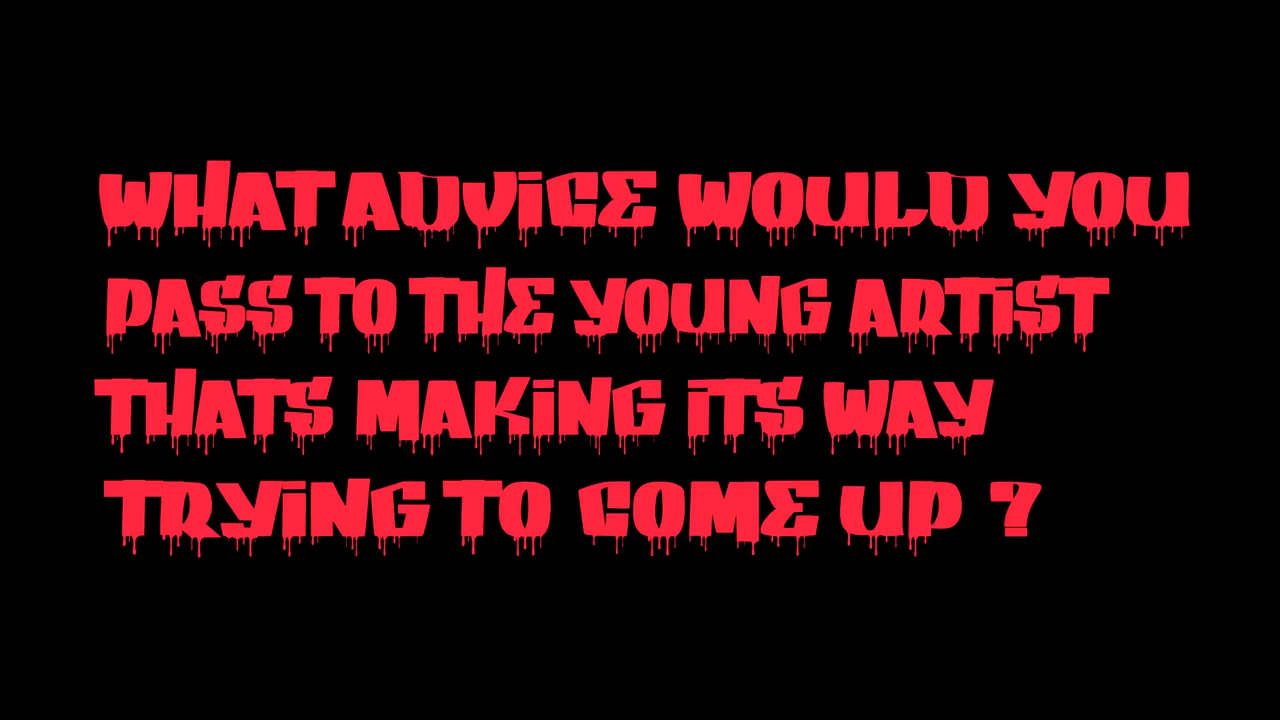 WHAT ADVICE WOULD YOU
PASS TO THE YOUNG ARTIST
THATS MAKING ITS WAY
TRYING TO COME UP ?